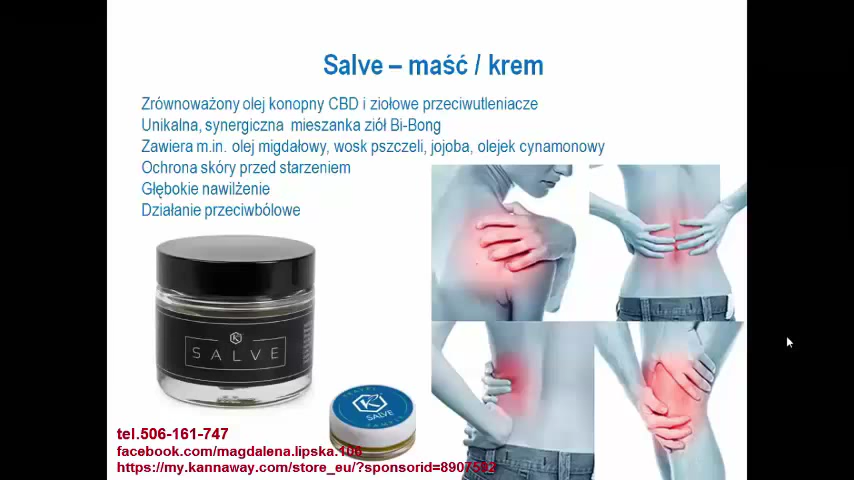 Salve – maść / krem
Zrównoważony olej konopny CBD i ziołowe przeciwutleniacze
Unikalna, synergiczna mieszanka ziół Bi-Bong
Zawiera m.in. olej migdałowy, wosk pszczeli, jojoba, olejek cynamonowy
Ochrona skóry przed starzeniem
Głębokie nawilżenie
Działanie przeciwbólowe
K
SALVE
K
SALVE
tel.506-161-747
facebook.com/magdalena.lipska.106
https://my.kannaway.com/store_eu/?sponsorid=8907502